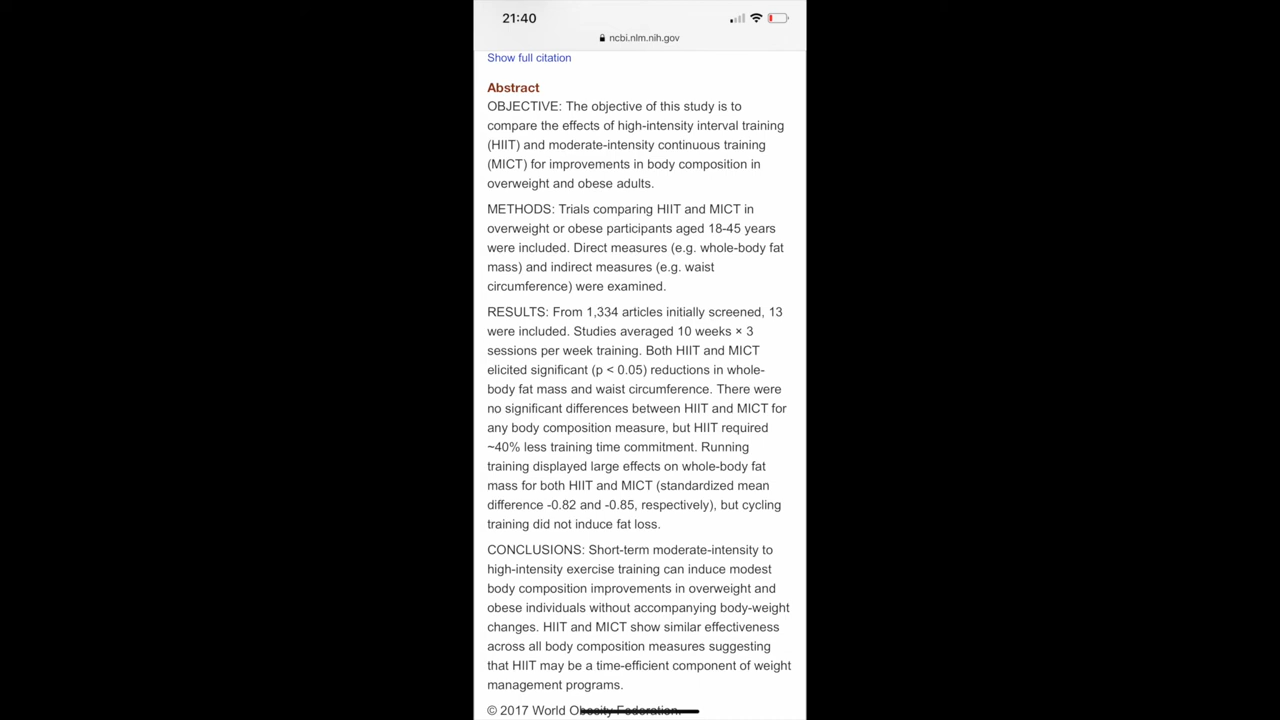 21:40
ncbi.nlm.nih.gov
Show full citation
Abstract
OBJECTIVE: The objective of this study is to
compare the effects of high-intensity interval training
(HIIT) and moderate-intensity continuous training
(MICT) for improvements in body composition in
overweight and obese adults.
METHODS: Trials comparing HIIT and MICT in
overweight or obese participants aged 18-45 years
were included. Direct measures (e.g. whole-body fat
mass) and indirect measures (e.g. waist
circumference) were examined.
RESULTS: From 1,334 articles initially screened, 13
were included. Studies averaged 10 weeks × 3
sessions per week training. Both HIIT and MICT
elicited significant (p < 0.05) reductions in whole-
body fat mass and waist circumference. There were
no significant differences between HIIT and MICT for
any body composition measure, but HIIT required
~40% less training time commitment. Running
training displayed large effects on whole-body fat
mass for both HIIT and MICT (standardized mean
difference -0.82 and -0.85, respectively), but cycling
training did not induce fat loss.
CONCLUSIONS: Short-term moderate-intensity to
high-intensity exercise training can induce modest
body composition improvements in overweight and
obese individuals without accompanying body-weight
changes. HIIT and MICT show similar effectiveness
across all body composition measures suggesting
that HIIT may be a time-efficient component of weight
management programs.
© 2017 World Obesity Federation.